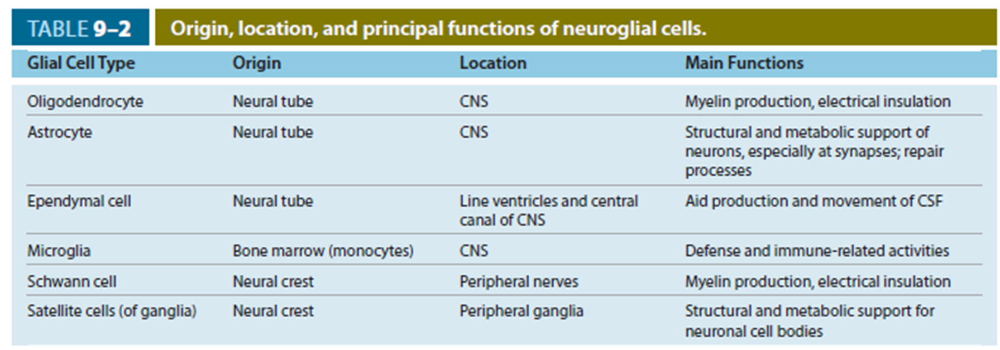 TABLE 9–2 Origin, location, and principal functions of neuroglial cells.
Glial Cell Type Origin Location Main Functions
Oligodendrocyte Neural tube CNS Myelin production, electrical insulation
Astrocyte Neural tube CNS Structural and metabolic support of
neurons, especially at synapses; repair
processes
Ependymal cell Neural tube Line ventricles and central Aid production and movement of CSF
canal of CNS
Microglia Bone marrow (monocytes) CNS Defense and immune-related activities
Schwann cell Neural crest Peripheral nerves Myelin production, electrical insulation
Satellite cells (of ganglia) Neural crest Peripheral ganglia Structural and metabolic support for
neuronal cell bodies